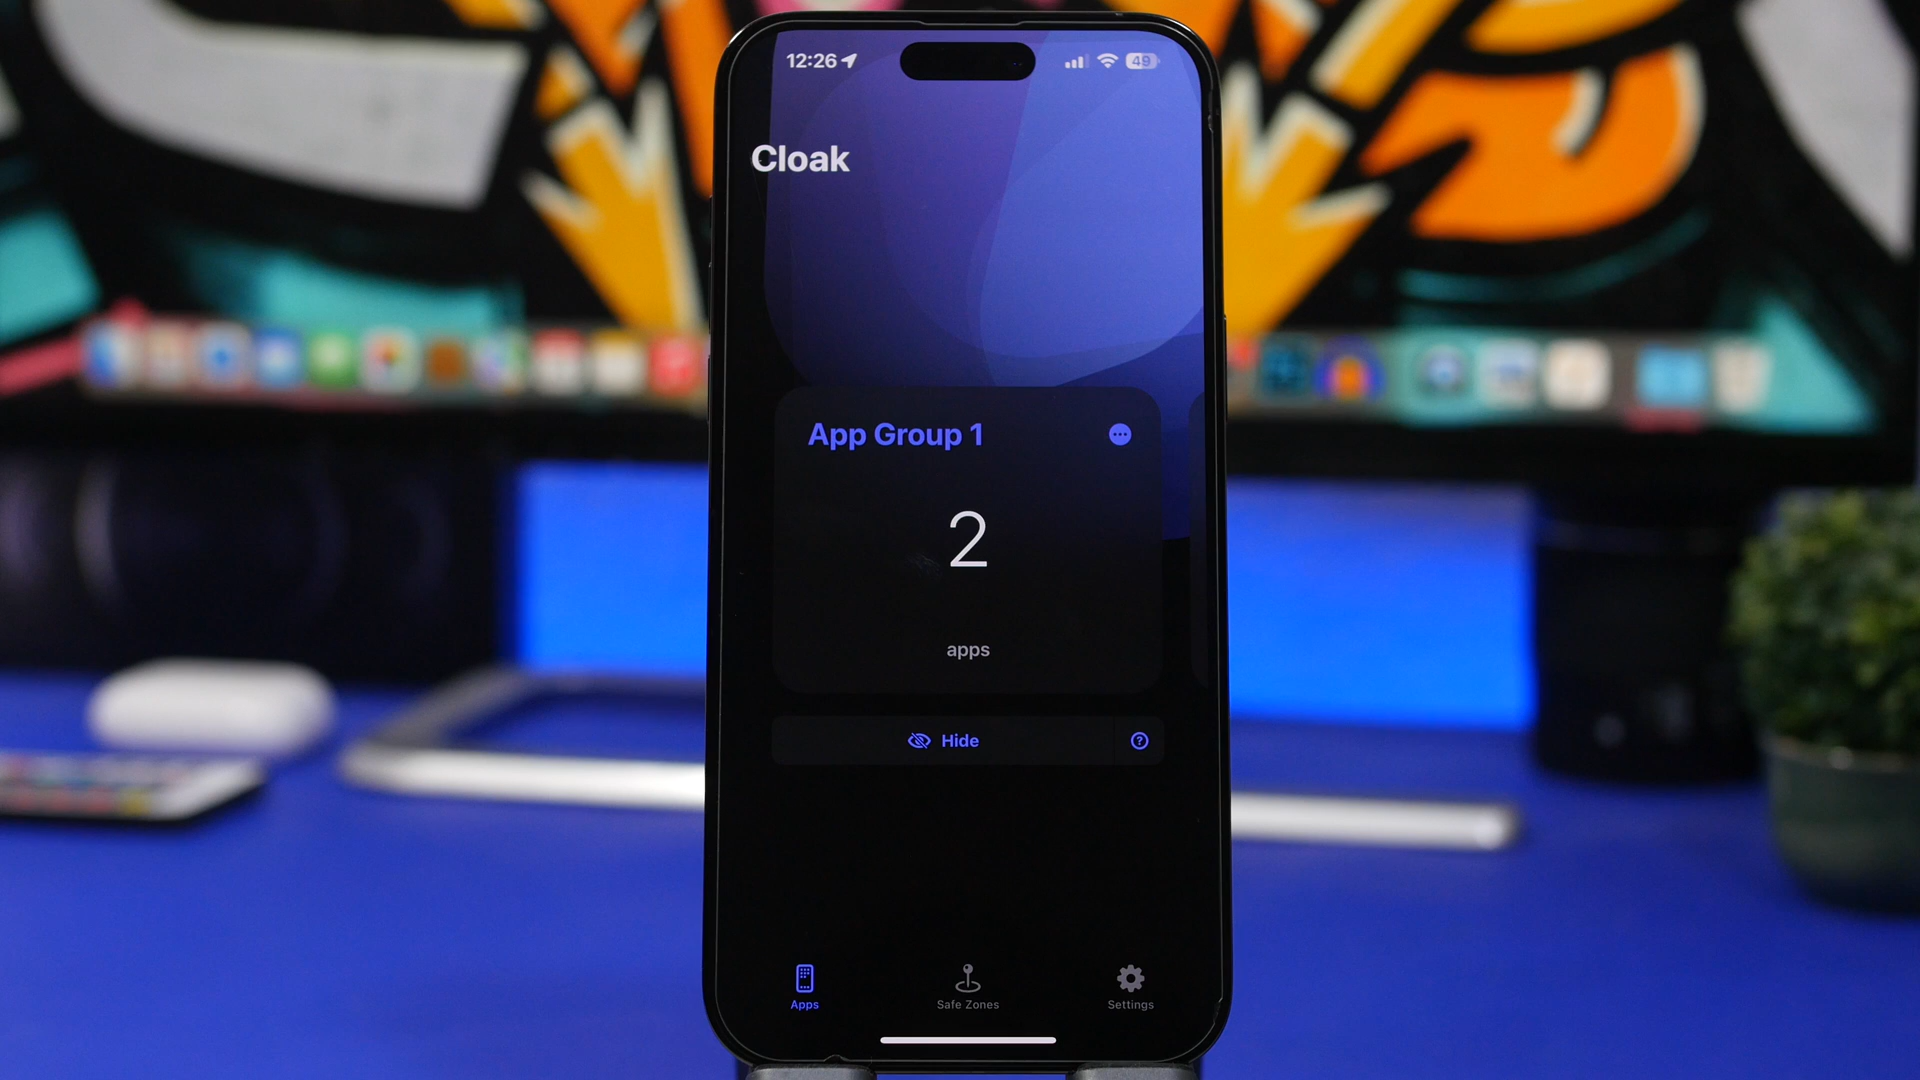 12:26
49
Cloak
App Group 1
2
apps
Hide
Apps
Safe Zones
Settings